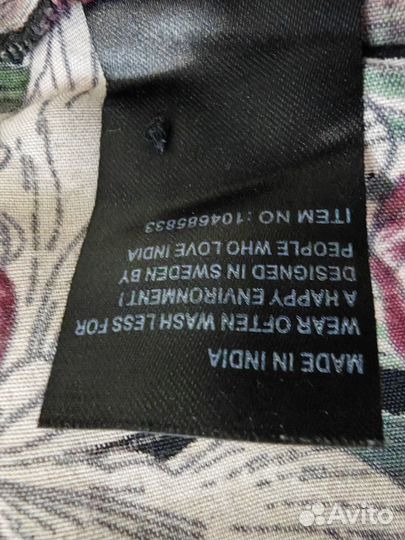 MADE IN INDIA
WEAR OFTEN WASH LESS FOR
A HAPPY ENVIRONMENT!
DESIGNED IN SWEDEN BY
PEOPLE WHO LOVE INDIA
ITEM NO :104685833
Avito